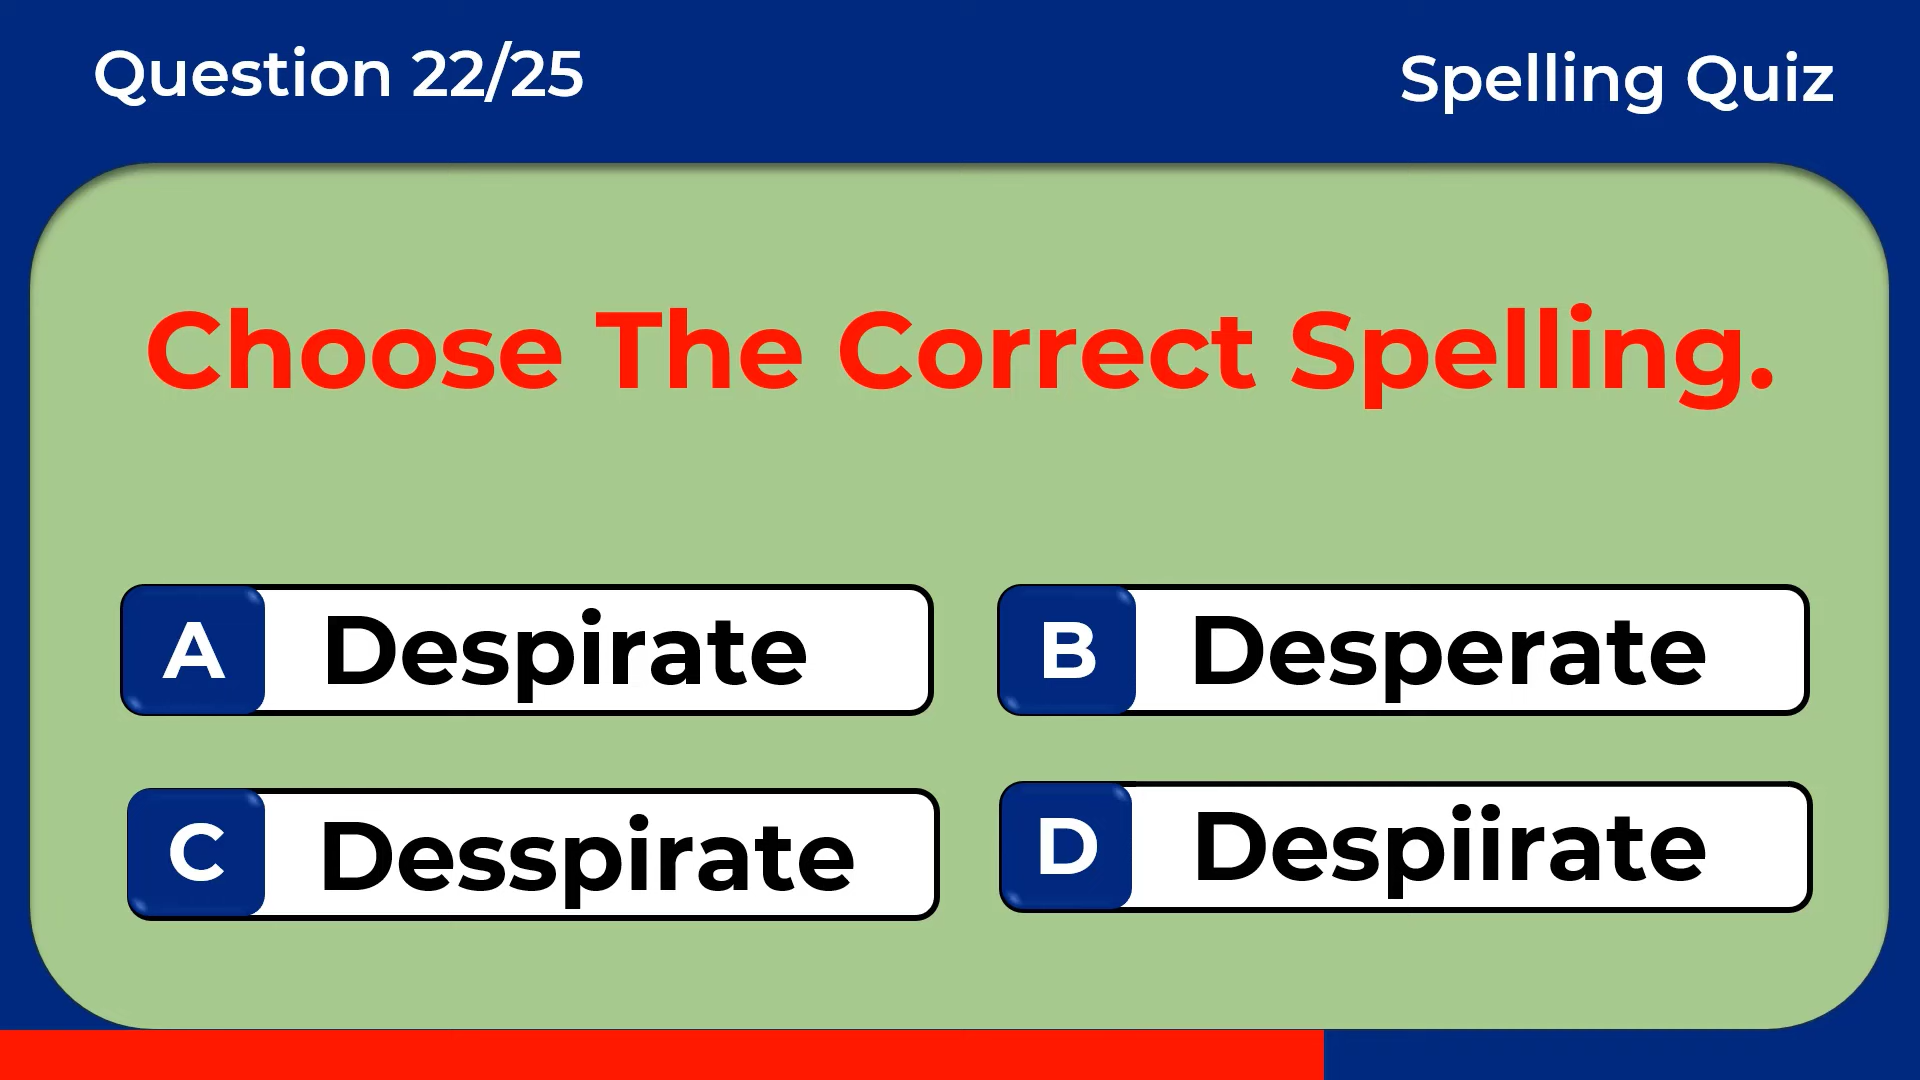 Question 22/25
Spelling Quiz
Choose The Correct Spelling.
A Despirate
B Desperate
C Desspirate
D Despiirate